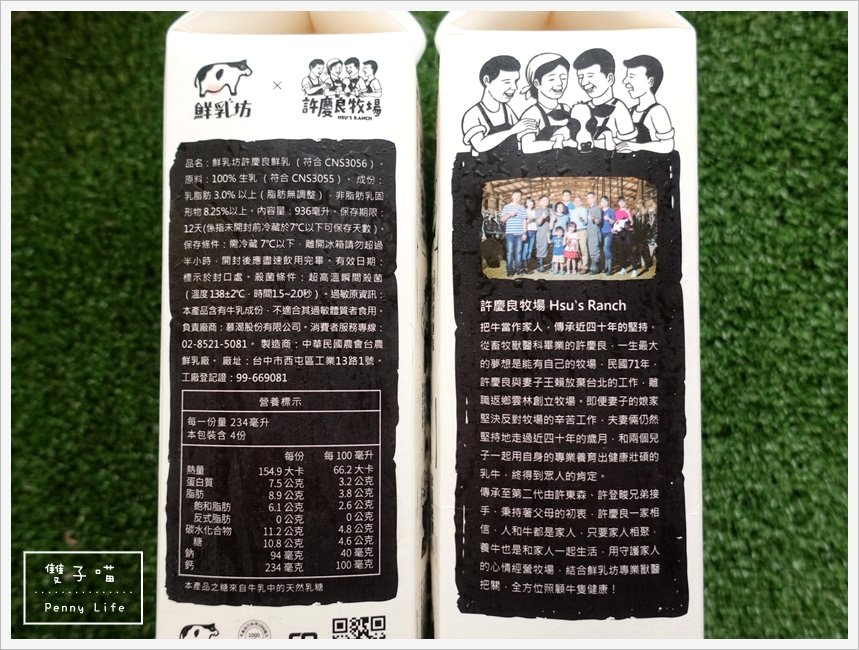 鮮乳坊
×
許慶良牧場
HSU'S RANCH
品名：鮮乳坊許慶良鮮乳（符合 CNS3056）。
原料：100% 生乳（符合 CNS3055）。 成份：
乳脂肪 3.0% 以上（脂肪無調整），非脂肪乳固
形物 8.25%以上。內容量：936毫升。保存期限：
12天(係指未開封前冷藏於7℃以下可保存天數)。
保存條件：需冷藏 7℃以下，離開冰箱請勿超過
半小時，開封後應盡速飲用完畢。有效日期：
標示於封口處。殺菌條件：超高溫瞬間殺菌
（溫度138±2℃，時間1.5~2.0秒）。過敏原資訊：
本產品含有牛乳成份，不適合其過敏體質者食用。
負責廠商：慕渴股份有限公司。消費者服務專線：
02-8521-5081。 製造商：中華民國農會台農
鮮乳廠。 廠址：台中市西屯區工業13路1號。
工廠登記證：99-669081
營養標示
每一份量 234毫升
本包裝含 4份
每份 每 100 毫升
熱量 154.9 大卡 66.2 大卡
蛋白質 7.5 公克 3.2 公克
脂肪 8.9 公克 3.8 公克
飽和脂肪 6.1 公克 2.6 公克
反式脂肪 0 公克 0 公克
碳水化合物 11.2 公克 4.8 公克
糖 10.8 公克 4.6 公克
鈉 94 毫克 40 毫克
鈣 234 毫克 100 毫克
本產品之糖來自牛乳中的天然乳糖
許慶良牧場 Hsu's Ranch
把牛當作家人，傳承近四十年的堅持。
從畜牧獸醫科畢業的許慶良，一生最大
的夢想是能有自己的牧場，民國71年，
許慶良與妻子王賴放棄台北的工作，離
職返鄉雲林創立牧場。即便妻子的娘家
堅決反對牧場的辛苦工作，夫妻倆仍然
堅持地走過近四十年的歲月，和兩個兒
子一起用自身的專業養育出健康壯碩的
乳牛，終得到眾人的肯定。
傳承至第二代由許東森、許登畯兄弟接
手，秉持著父母的初衷，許慶良一家相
信，人和牛都是家人，只要家人相聚，
養牛也是和家人一起生活，用守護家人
的心情經營牧場，結合鮮乳坊專業獸醫
把關，全方位照顧牛隻健康！
雙子喵
Penny Life